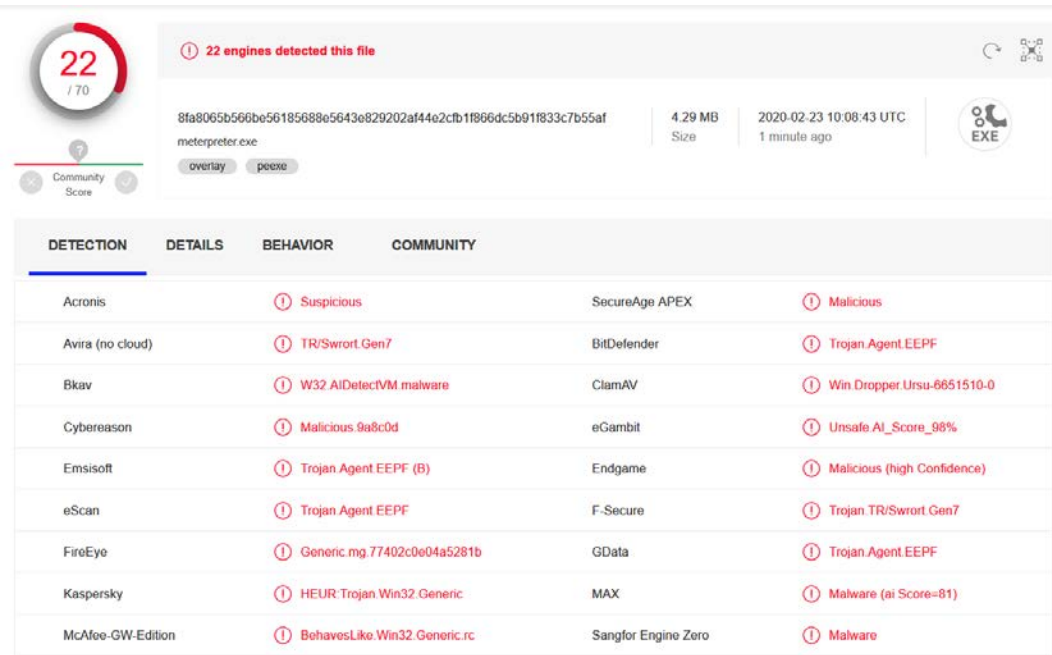 22
/ 70
22 engines detected this file
8fa8065b566be56185688e5643e829202af44e2cfb1f866dc5b91f833c7b55af
meterpreter.exe
overlay peexe
4.29 MB
Size
2020-02-23 10:08:43 UTC
1 minute ago
EXE
?
Community
Score
DETECTION DETAILS BEHAVIOR COMMUNITY
Acronis Suspicious SecureAge APEX Malicious
Avira (no cloud) TR/Swrort.Gen7 BitDefender Trojan.Agent.EEPF
Bkav W32.AIDetectVM.malware ClamAV Win.Dropper.Ursu-6651510-0
Cybereason Malicious.9a8c0d eGambit Unsafe.AI_Score_98%
Emsisoft Trojan.Agent.EEPF (B) Endgame Malicious (high Confidence)
eScan Trojan.Agent.EEPF F-Secure Trojan.TR/Swrort.Gen7
FireEye Generic.mg.77402c0e04a5281b GData Trojan.Agent.EEPF
Kaspersky HEUR:Trojan.Win32.Generic MAX Malware (ai Score=81)
McAfee-GW-Edition BehavesLike.Win32.Generic.rc Sangfor Engine Zero Malware